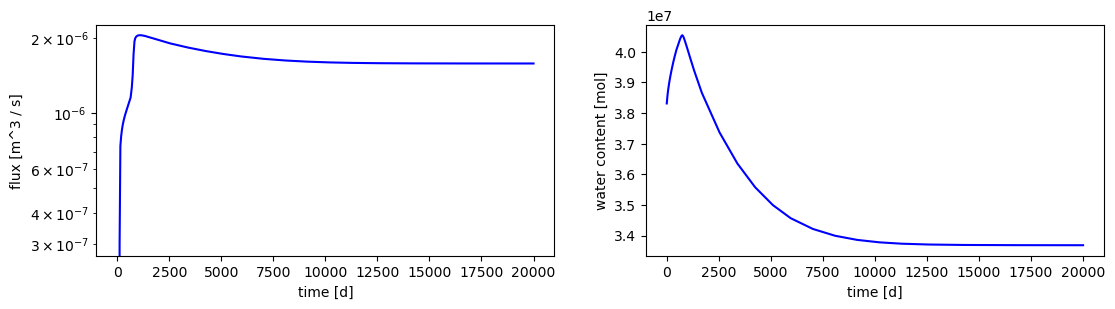 2 × 10⁻⁶
10⁻⁶
6 × 10⁻⁷
4 × 10⁻⁷
3 × 10⁻⁷
flux [m^3 / s]
0 2500 5000 7500 10000 12500 15000 17500 20000
time [d]
1e7
4.0
3.9
3.8
3.7
3.6
3.5
3.4
water content [mol]
0 2500 5000 7500 10000 12500 15000 17500 20000
time [d]